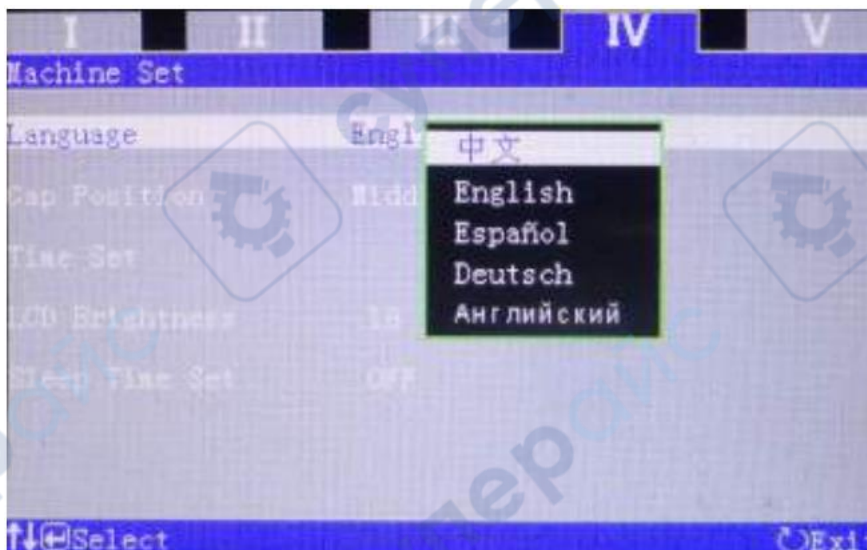 I II III IV V
Machine Set
Language Engl
中文
English
Cap Position Midd
Español
Time Set
Deutsch
LCD Brightness
Английский
Sleep Time Set OFF
Select Exi